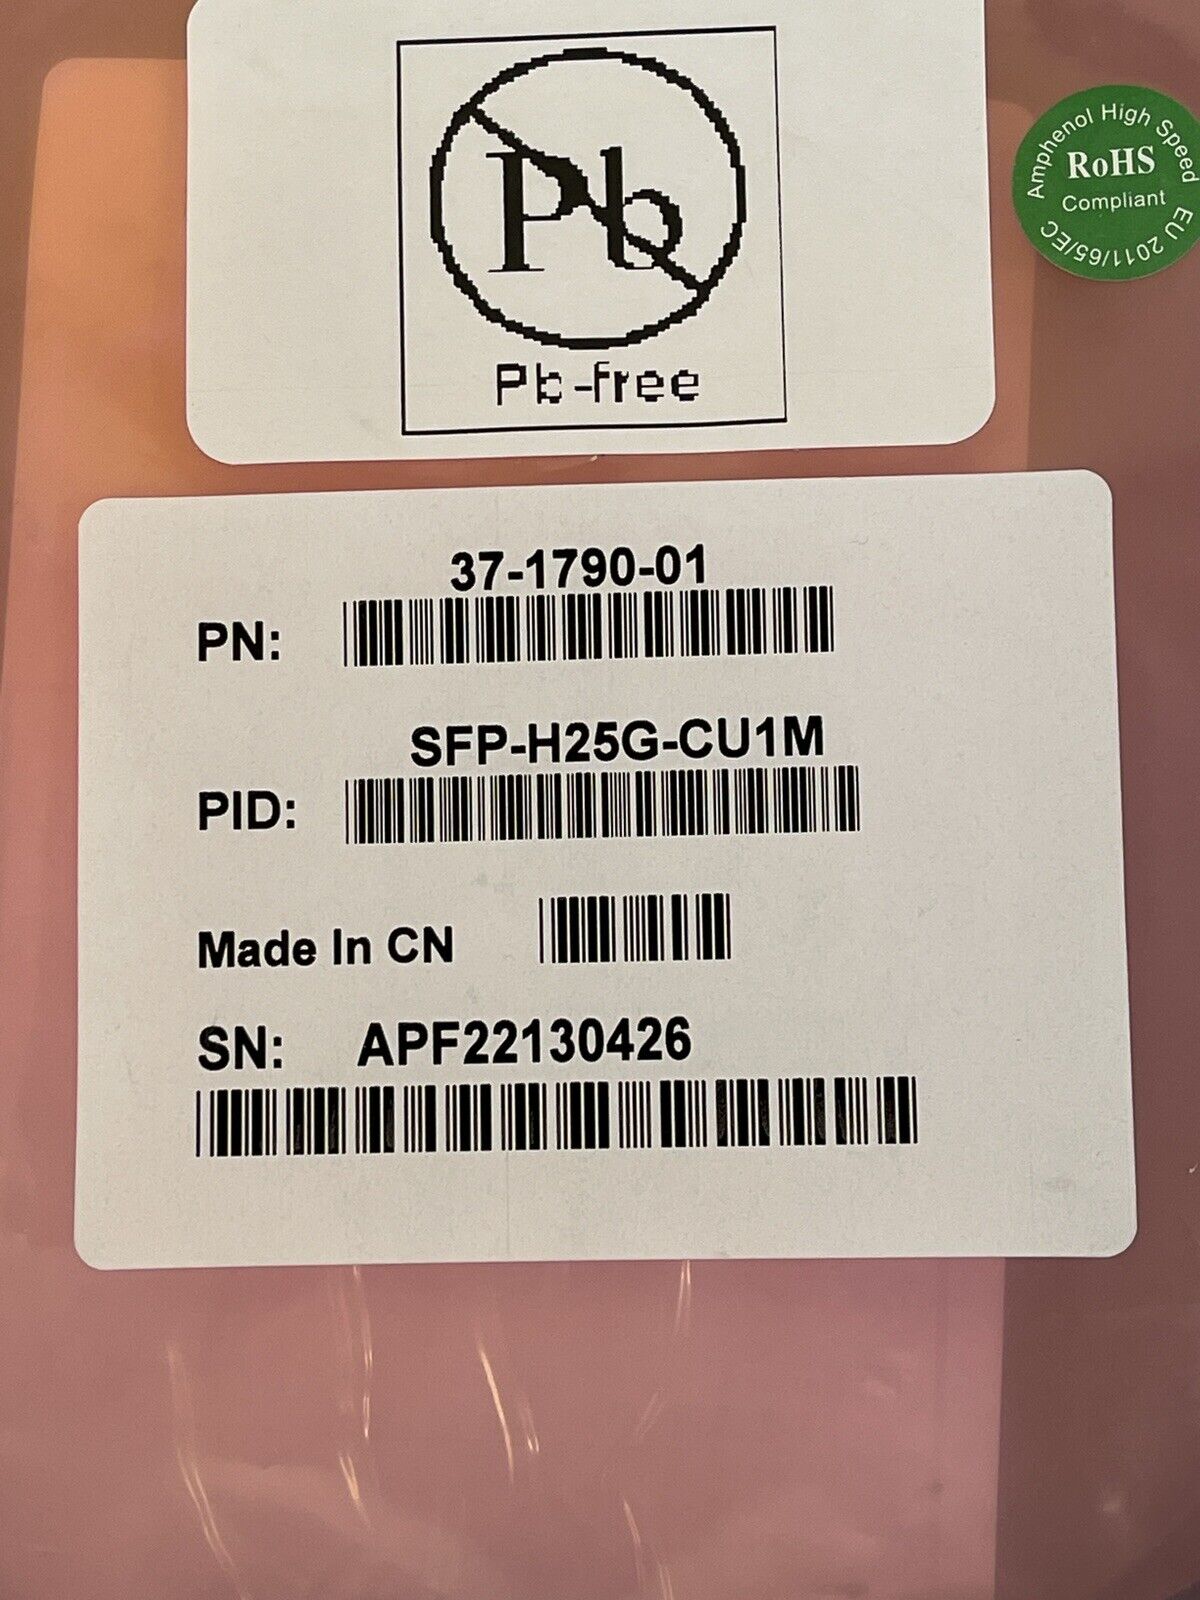 Pb
Pb-free
Amphenol High Speed
RoHS
Compliant
EU 2011/65/EC
37-1790-01
PN:
SFP-H25G-CU1M
PID:
Made In CN
SN: APF22130426